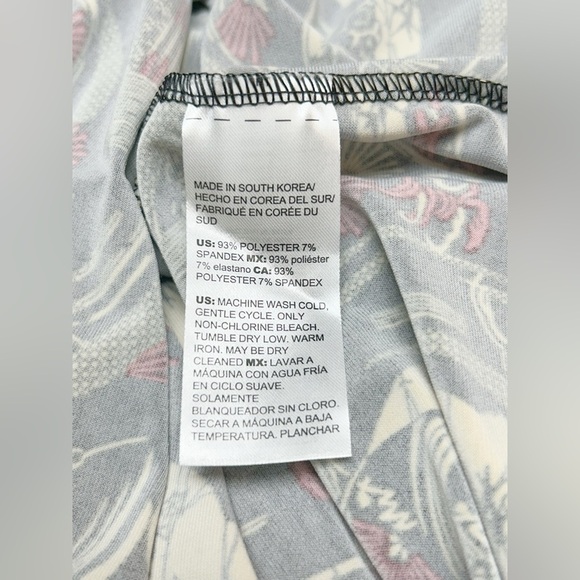 MADE IN SOUTH KOREA/
HECHO EN COREA DEL SUR/
FABRIQUÉ EN CORÉE DU
SUD
US: 93% POLYESTER 7%
SPANDEX MX: 93% poliéster
7% elastano CA: 93%
POLYESTER 7% SPANDEX
US: MACHINE WASH COLD,
GENTLE CYCLE. ONLY
NON-CHLORINE BLEACH.
TUMBLE DRY LOW. WARM
IRON. MAY BE DRY
CLEANED MX: LAVAR A
MÁQUINA CON AGUA FRÍA
EN CICLO SUAVE.
SOLAMENTE
BLANQUEADOR SIN CLORO.
SECAR A MÁQUINA A BAJA
TEMPERATURA. PLANCHAR